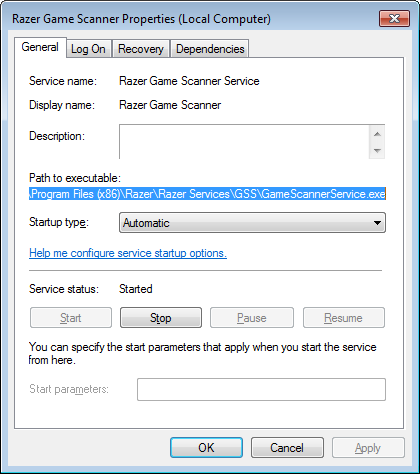 Razer Game Scanner Properties (Local Computer)
General Log On Recovery Dependencies
Service name: Razer Game Scanner Service
Display name: Razer Game Scanner
Description:
Path to executable:
\Program Files (x86)\Razer\Razer Services\GSS\GameScannerService.exe
Startup type: Automatic
Help me configure service startup options.
Service status: Started
Start Stop Pause Resume
You can specify the start parameters that apply when you start the service
from here.
Start parameters:
OK Cancel Apply